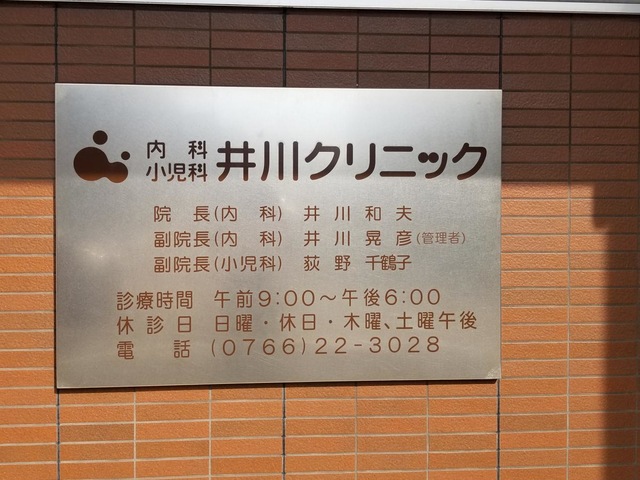 内科
小児科 井川クリニック
院長(内科) 井川和夫
副院長(内科) 井川晃彦(管理者)
副院長(小児科) 荻野千鶴子
診療時間 午前9:00〜午後6:00
休診日 日曜・休日・木曜、土曜午後
電話 (0766)22-3028